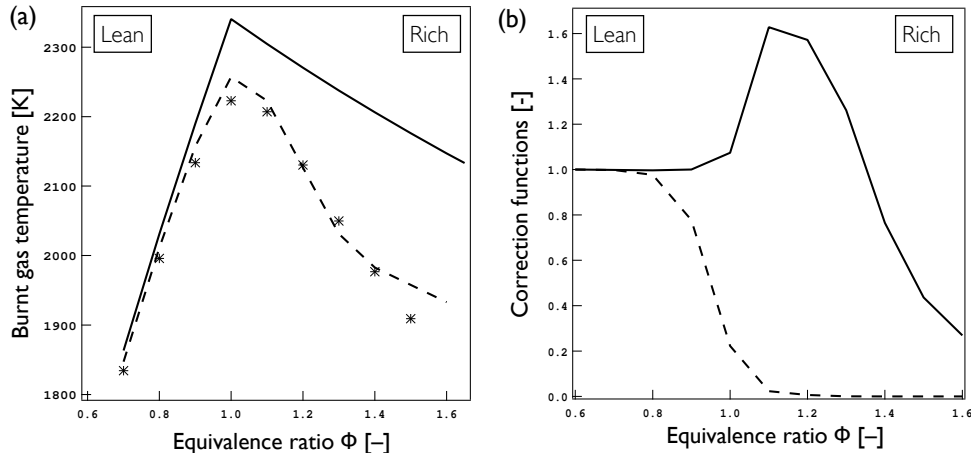 (a)
Lean
Rich
Burnt gas temperature [K]
2300
2200
2100
2000
1900
1800
0.6 0.8 1.0 1.2 1.4 1.6
Equivalence ratio Φ [–]
(b)
Lean
Rich
Correction functions [-]
1.6
1.4
1.2
1.0
0.8
0.6
0.4
0.2
0.0
0.6 0.8 1.0 1.2 1.4 1.6
Equivalence ratio Φ [–]